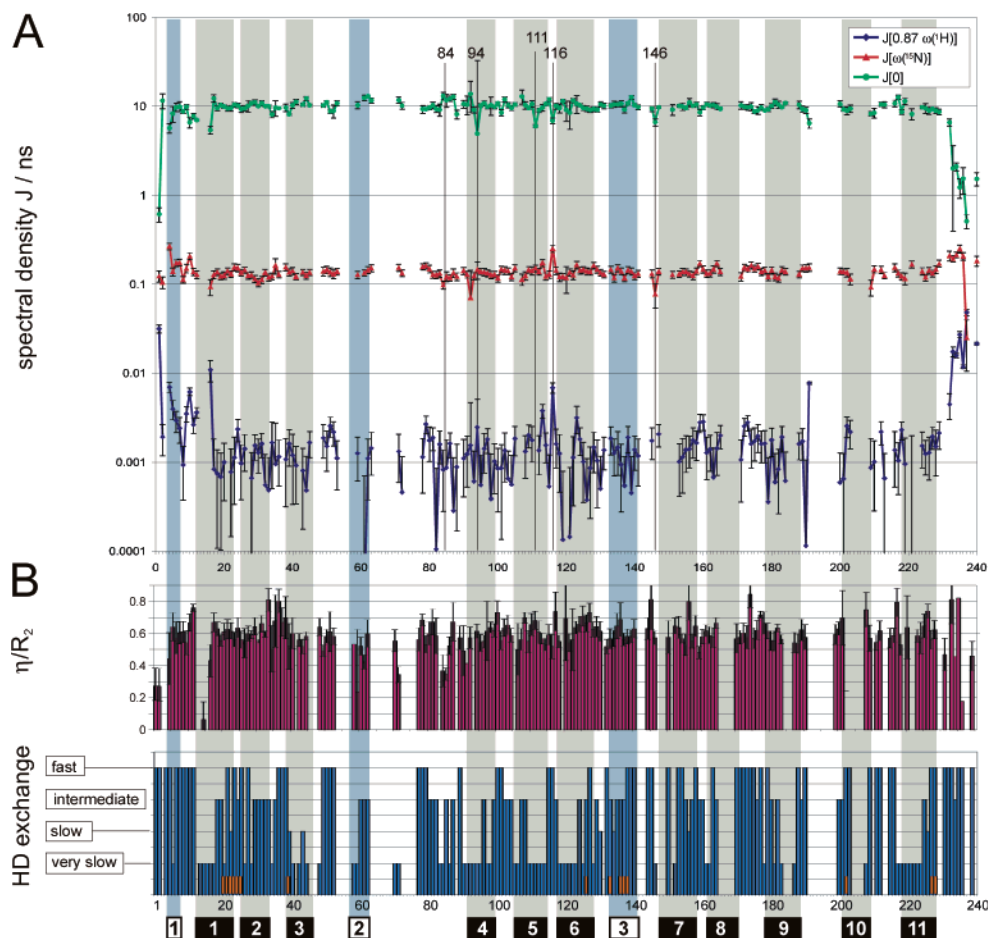 A
100
10
1
0.1
0.01
0.001
0.0001
spectral density J / ns
84 94 111 116 146
J[0.87 ω(¹H)]
J[ω(¹⁵N)]
J[0]
0 20 40 60 80 100 120 140 160 180 200 220 240
B
0.8
0.6
0.4
0.2
0
η/R₂
HD exchange
fast
intermediate
slow
very slow
1 20 40 60 80 100 120 140 160 180 200 220 240
1 1 2 3 2 4 5 6 3 7 8 9 10 11